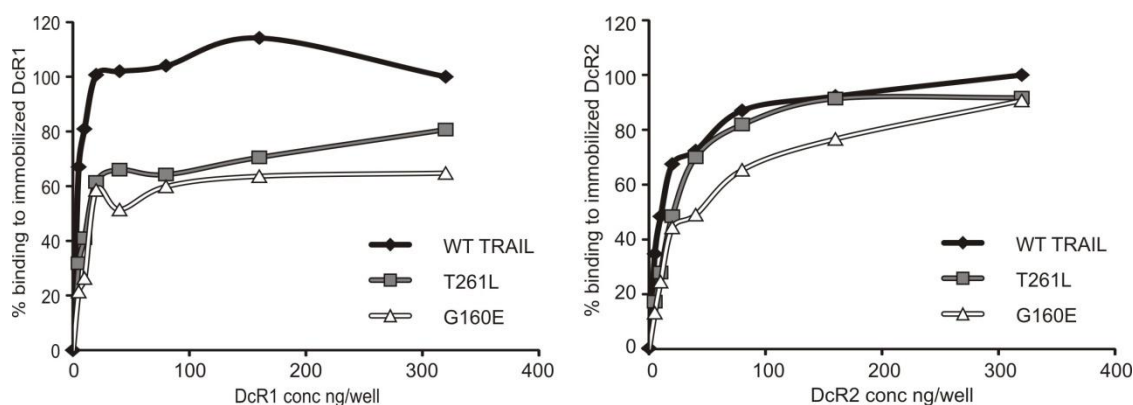 % binding to immobilized DcR1
120
100
80
60
40
20
0
WT TRAIL
T261L
G160E
0
100
200
300
400
DcR1 conc ng/well
% binding to immobilized DcR2
120
100
80
60
40
20
0
WT TRAIL
T261L
G160E
0
100
200
300
400
DcR2 conc ng/well